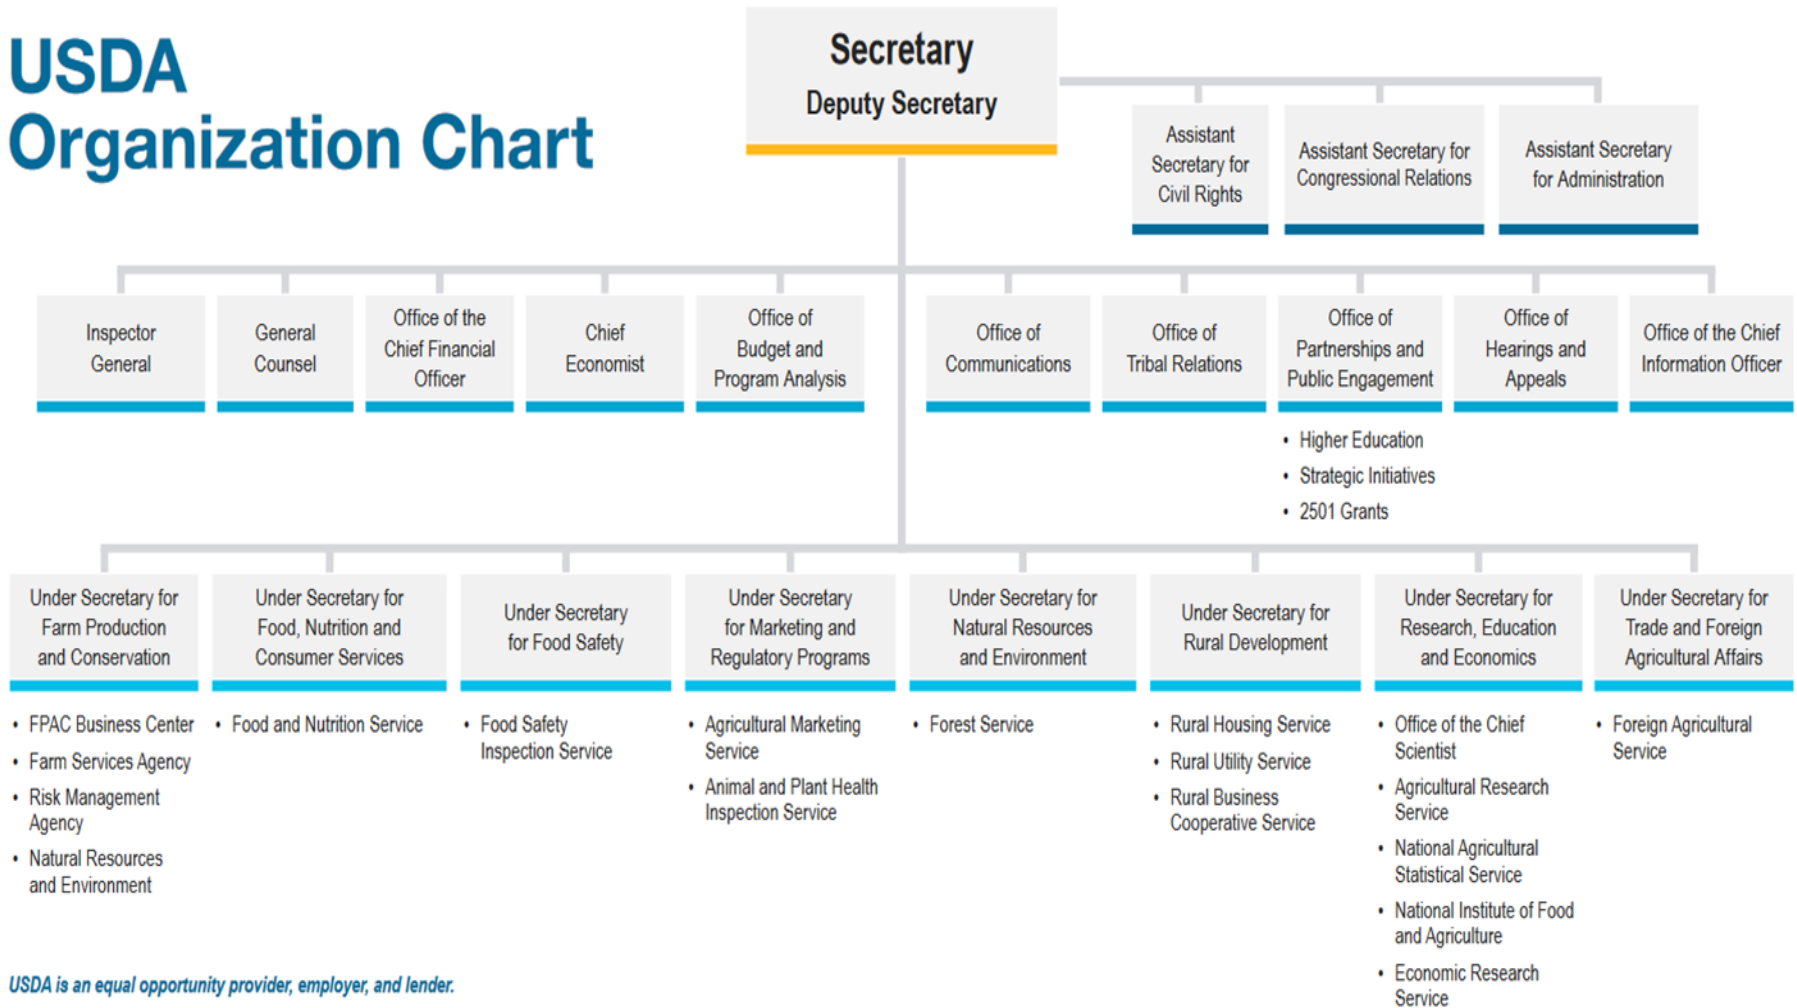 USDA
Organization Chart
Secretary
Deputy Secretary
Assistant
Secretary for
Civil Rights
Assistant Secretary for
Congressional Relations
Assistant Secretary
for Administration
Inspector
General
General
Counsel
Office of the
Chief Financial
Officer
Chief
Economist
Office of
Budget and
Program Analysis
Office of
Communications
Office of
Tribal Relations
Office of
Partnerships and
Public Engagement
• Higher Education
• Strategic Initiatives
• 2501 Grants
Office of
Hearings and
Appeals
Office of the Chief
Information Officer
Under Secretary for
Farm Production
and Conservation
• FPAC Business Center
• Farm Services Agency
• Risk Management
Agency
• Natural Resources
and Environment
Under Secretary for
Food, Nutrition and
Consumer Services
• Food and Nutrition Service
Under Secretary
for Food Safety
• Food Safety
Inspection Service
Under Secretary
for Marketing and
Regulatory Programs
• Agricultural Marketing
Service
• Animal and Plant Health
Inspection Service
Under Secretary for
Natural Resources
and Environment
• Forest Service
Under Secretary for
Rural Development
• Rural Housing Service
• Rural Utility Service
• Rural Business
Cooperative Service
Under Secretary for
Research, Education
and Economics
• Office of the Chief
Scientist
• Agricultural Research
Service
• National Agricultural
Statistical Service
• National Institute of Food
and Agriculture
• Economic Research
Service
Under Secretary for
Trade and Foreign
Agricultural Affairs
• Foreign Agricultural
Service
USDA is an equal opportunity provider, employer, and lender.